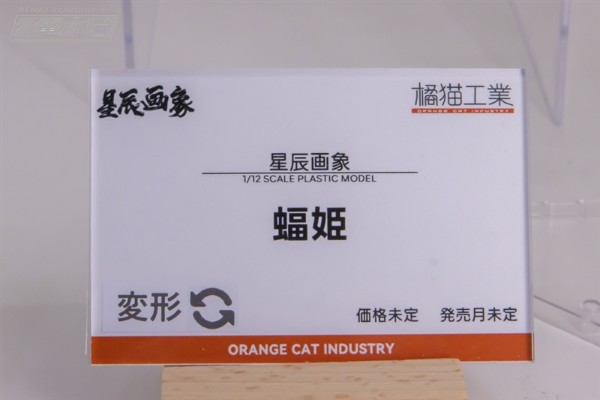 星辰画象
橘猫工業
ORANGE CAT INDUSTRY
星辰画象
1/12 SCALE PLASTIC MODEL
蝠姫
変形
価格未定 発売月未定
ORANGE CAT INDUSTRY